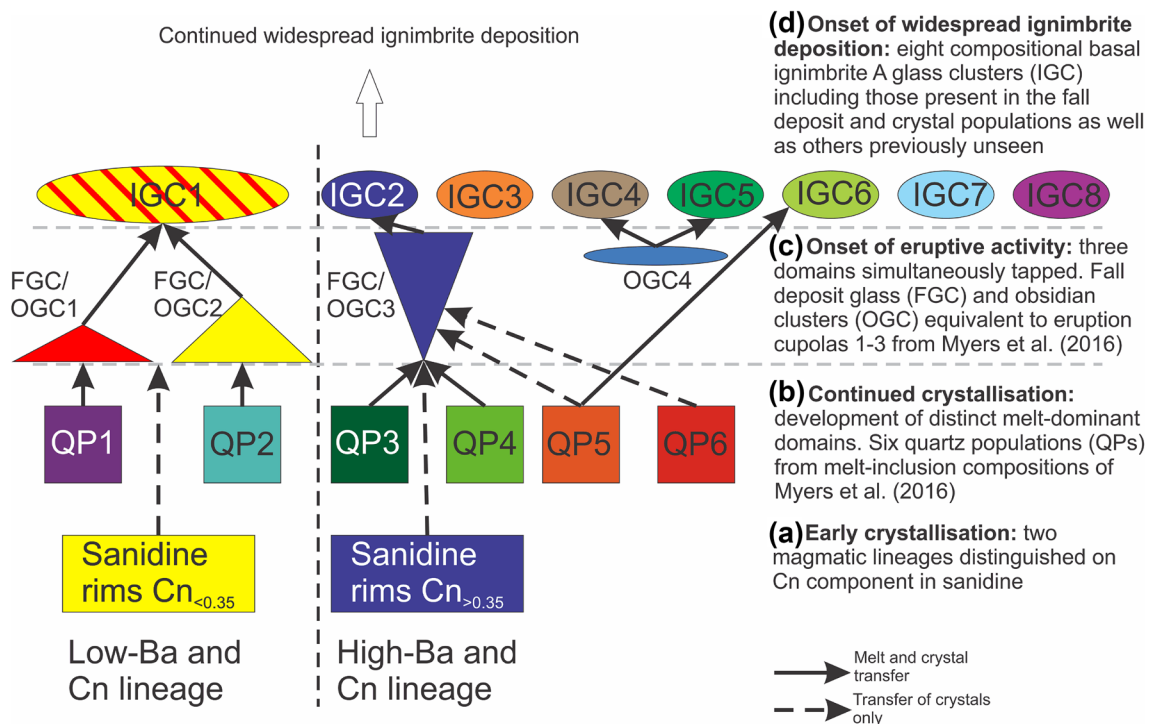 Continued widespread ignimbrite deposition
(d) Onset of widespread ignimbrite
deposition: eight compositional basal
ignimbrite A glass clusters (IGC)
including those present in the fall
deposit and crystal populations as well
as others previously unseen
IGC1
IGC2
IGC3
IGC4
IGC5
IGC6
IGC7
IGC8
FGC/
OGC1
FGC/
OGC2
FGC/
OGC3
OGC4
(c) Onset of eruptive activity: three
domains simultaneously tapped. Fall
deposit glass (FGC) and obsidian
clusters (OGC) equivalent to eruption
cupolas 1-3 from Myers et al. (2016)
QP1
QP2
QP3
QP4
QP5
QP6
(b) Continued crystallisation:
development of distinct melt-dominant
domains. Six quartz populations (QPs)
from melt-inclusion compositions of
Myers et al. (2016)
Sanidine
rims Cn<0.35
Sanidine
rims Cn>0.35
(a) Early crystallisation: two
magmatic lineages distinguished on
Cn component in sanidine
Low-Ba and
Cn lineage
High-Ba and
Cn lineage
Melt and crystal
transfer
Transfer of crystals
only